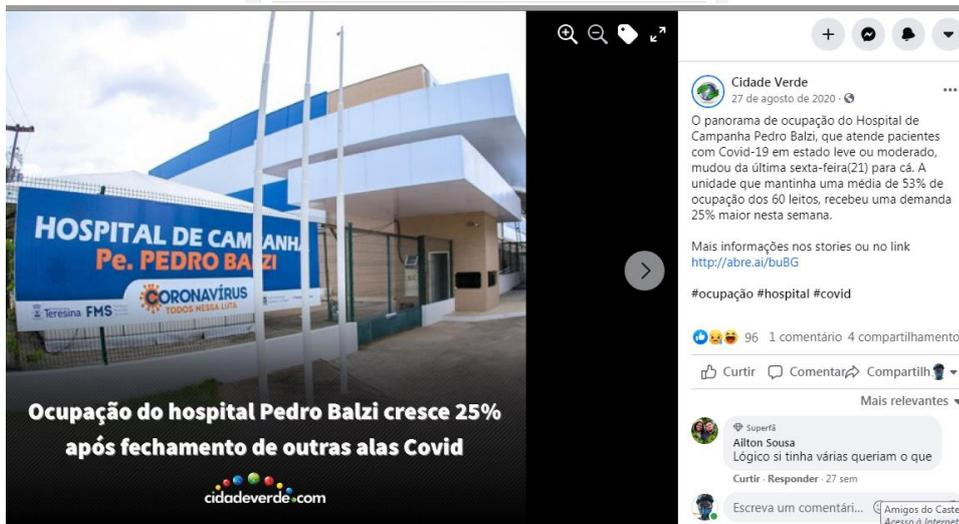 HOSPITAL DE CAMPANHA
Pe. PEDRO BALZI
CORONAVÍRUS
TODOS NESSA LUTA
Teresina FMS
Ocupação do hospital Pedro Balzi cresce 25%
após fechamento de outras alas Covid
cidadeverde.com
Cidade Verde
27 de agosto de 2020 ·
O panorama de ocupação do Hospital de
Campanha Pedro Balzi, que atende pacientes
com Covid-19 em estado leve ou moderado,
mudou da última sexta-feira(21) para cá. A
unidade que mantinha uma média de 53% de
ocupação dos 60 leitos, recebeu uma demanda
25% maior nesta semana.
Mais informações nos stories ou no link
http://abre.ai/buBG
#ocupação #hospital #covid
96 1 comentário 4 compartilhamento
Curtir Comentar Compartilh
Mais relevantes
Superfã
Ailton Sousa
Lógico si tinha várias queriam o que
Curtir · Responder · 27 sem
Escreva um comentári...
Amigos do Caste
Acesso à Internet